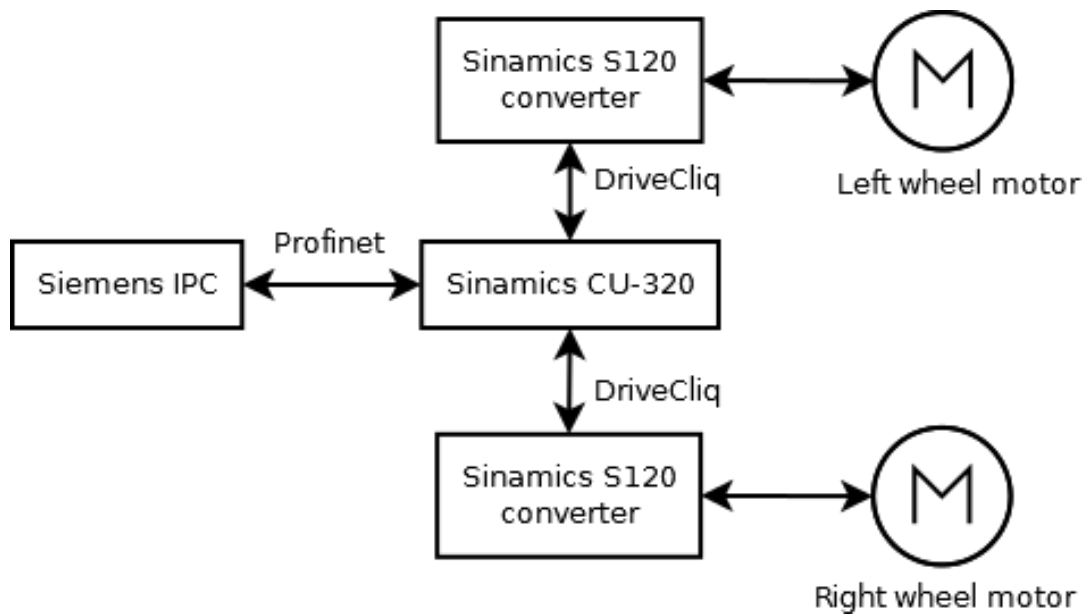 Sinamics S120
converter
M
DriveCliq
Left wheel motor
Profinet
Siemens IPC
Sinamics CU-320
DriveCliq
Sinamics S120
converter
M
Right wheel motor